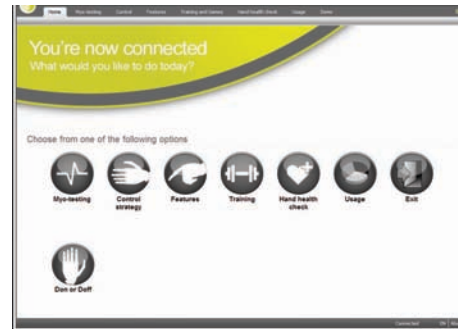 Home Myo-testing Control Features Training and Games Hand health check Usage Demo
You're now connected
What would you like to do today?
Choose from one of the following options
Myo-testing
Control
strategy
Features
Training
Hand health
check
Usage
Exit
Don or Doff
Connected